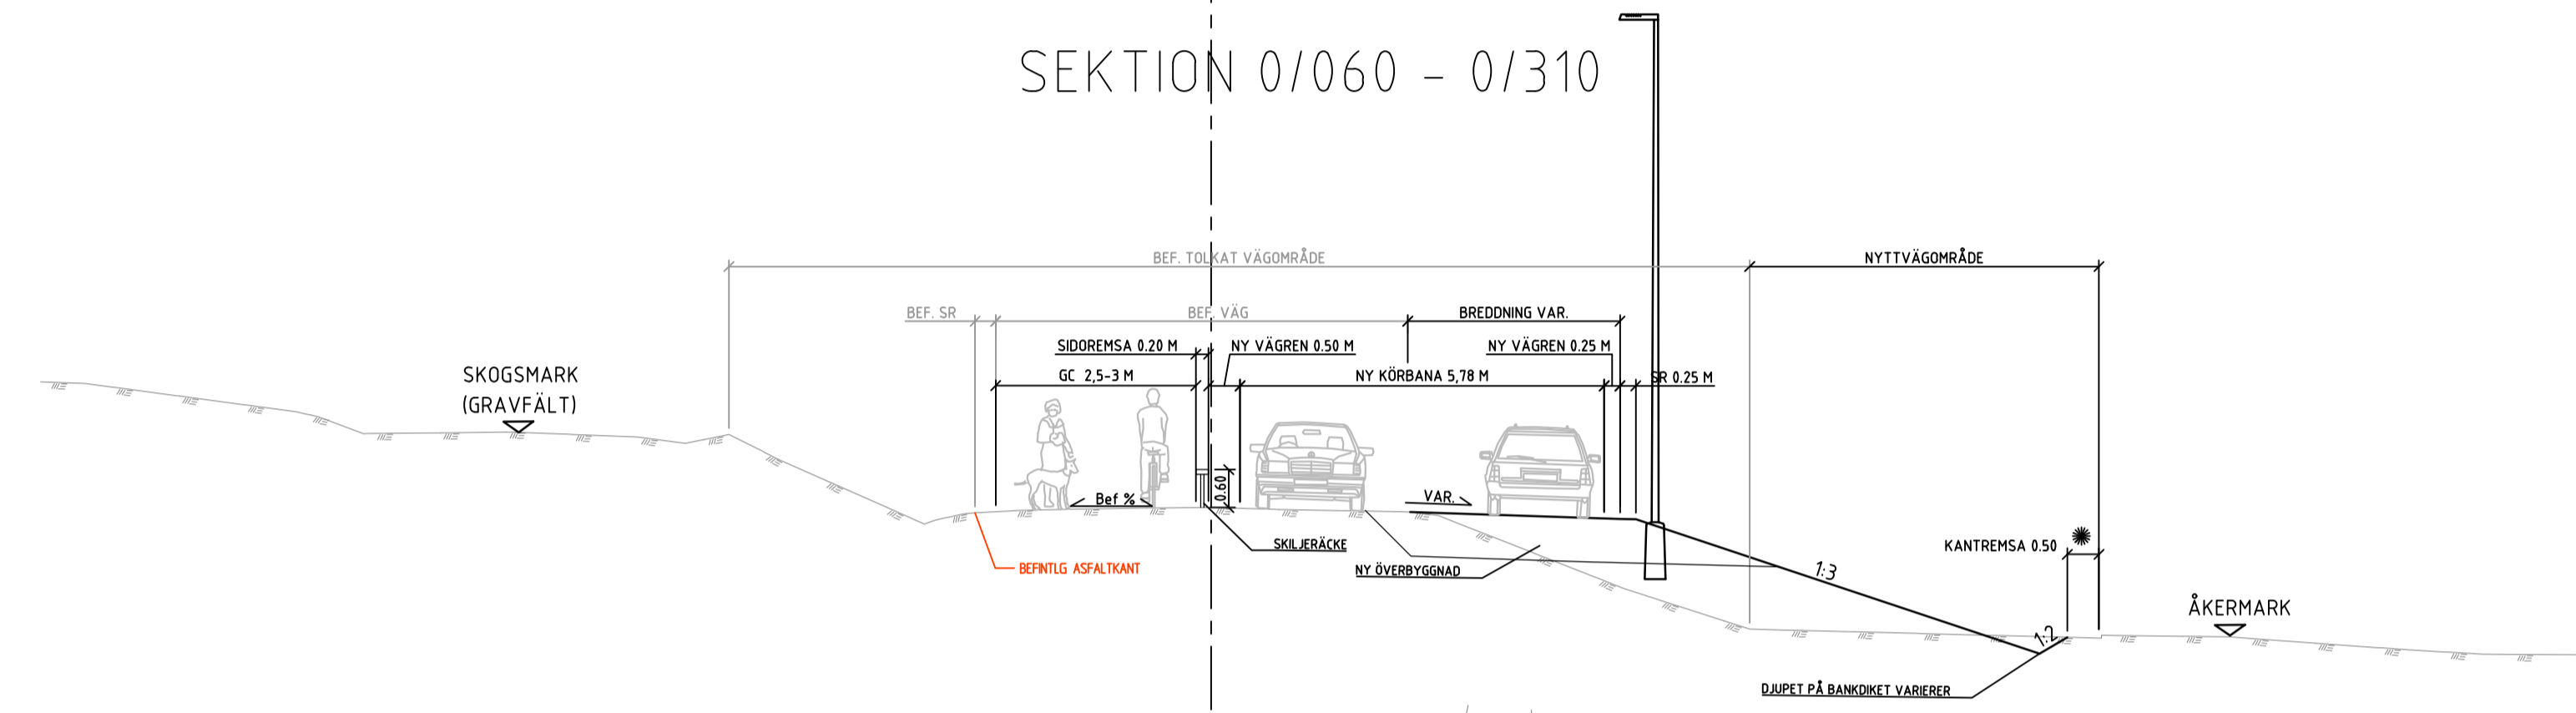 SEKTION 0/060 - 0/310
BEF. TOLKAT VÄGOMRÅDE
NYTTVÄGOMRÅDE
BEF. SR
BEF. VÄG
BREDDNING VAR.
SIDOREMSA 0.20 M
NY VÄGREN 0.50 M
NY VÄGREN 0.25 M
GC 2,5-3 M
NY KÖRBANA 5,78 M
SR 0.25 M
SKOGSMARK
(GRAVFÄLT)
0.60
Bef %
VAR.
SKILJERÄCKE
BEFINTLG ASFALTKANT
NY ÖVERBYGGNAD
1:3
KANTREMSA 0.50
ÅKERMARK
1:2
DJUPET PÅ BANKDIKET VARIERER